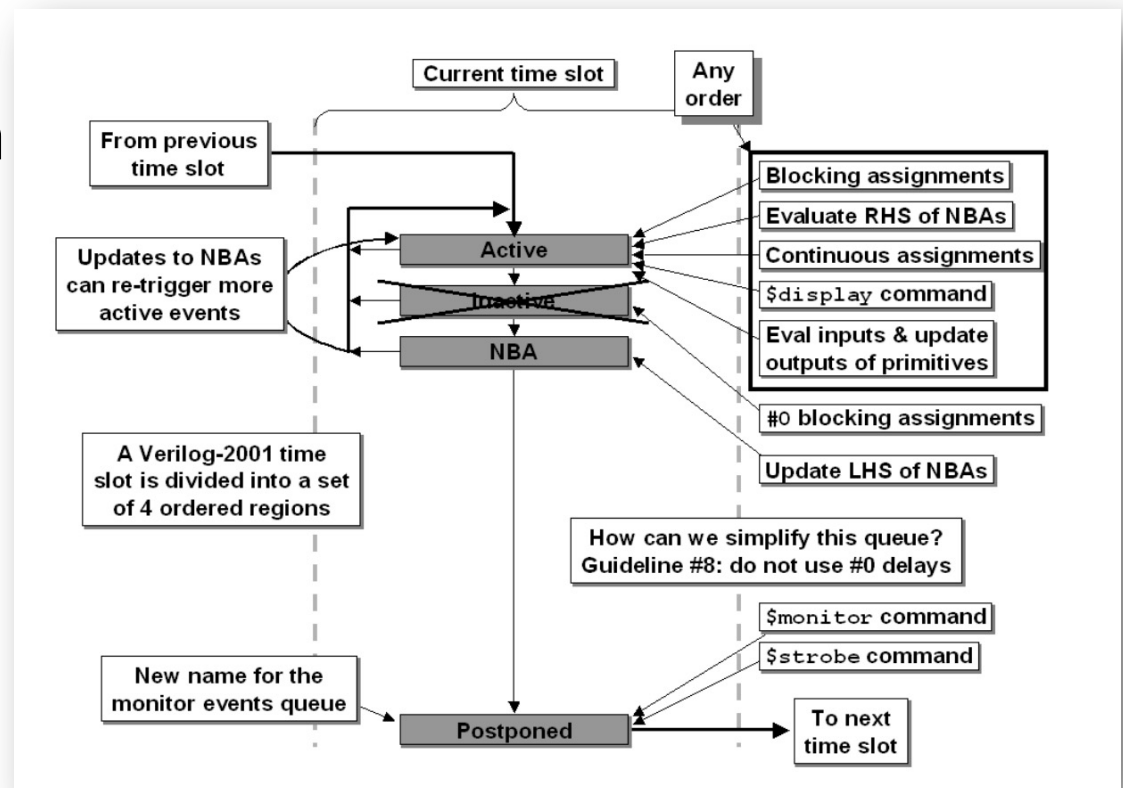 Current time slot
Any
order
From previous
time slot
Blocking assignments
Evaluate RHS of NBAs
Continuous assignments
$display command
Eval inputs & update
outputs of primitives
Updates to NBAs
can re-trigger more
active events
Active
Inactive
NBA
#0 blocking assignments
Update LHS of NBAs
A Verilog-2001 time
slot is divided into a set
of 4 ordered regions
How can we simplify this queue?
Guideline #8: do not use #0 delays
$monitor command
$strobe command
New name for the
monitor events queue
Postponed
To next
time slot